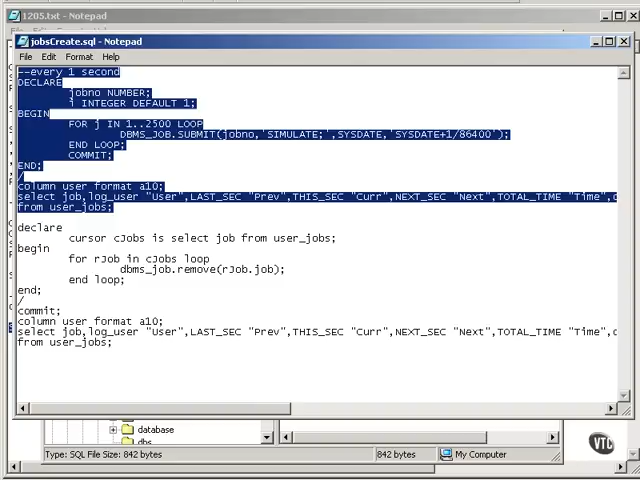 1205.txt - Notepad
jobsCreate.sql - Notepad
File Edit Format Help
--every 1 second
DECLARE
jobno NUMBER;
i INTEGER DEFAULT 1;
BEGIN
FOR j IN 1..2500 LOOP
DBMS_JOB.SUBMIT(jobno,'SIMULATE;',SYSDATE,'SYSDATE+1/86400');
END LOOP;
COMMIT;
END;
/
column user format a10;
select job,log_user "User",LAST_SEC "Prev",THIS_SEC "Curr",NEXT_SEC "Next",TOTAL_TIME "Time",
from user_jobs;
declare
cursor cJobs is select job from user_jobs;
begin
for rJob in cJobs loop
dbms_job.remove(rJob.job);
end loop;
end;
/
commit;
column user format a10;
select job,log_user "User",LAST_SEC "Prev",THIS_SEC "Curr",NEXT_SEC "Next",TOTAL_TIME "Time",
from user_jobs;
database
dbs
Type: SQL File Size: 842 bytes 842 bytes My Computer
VTC